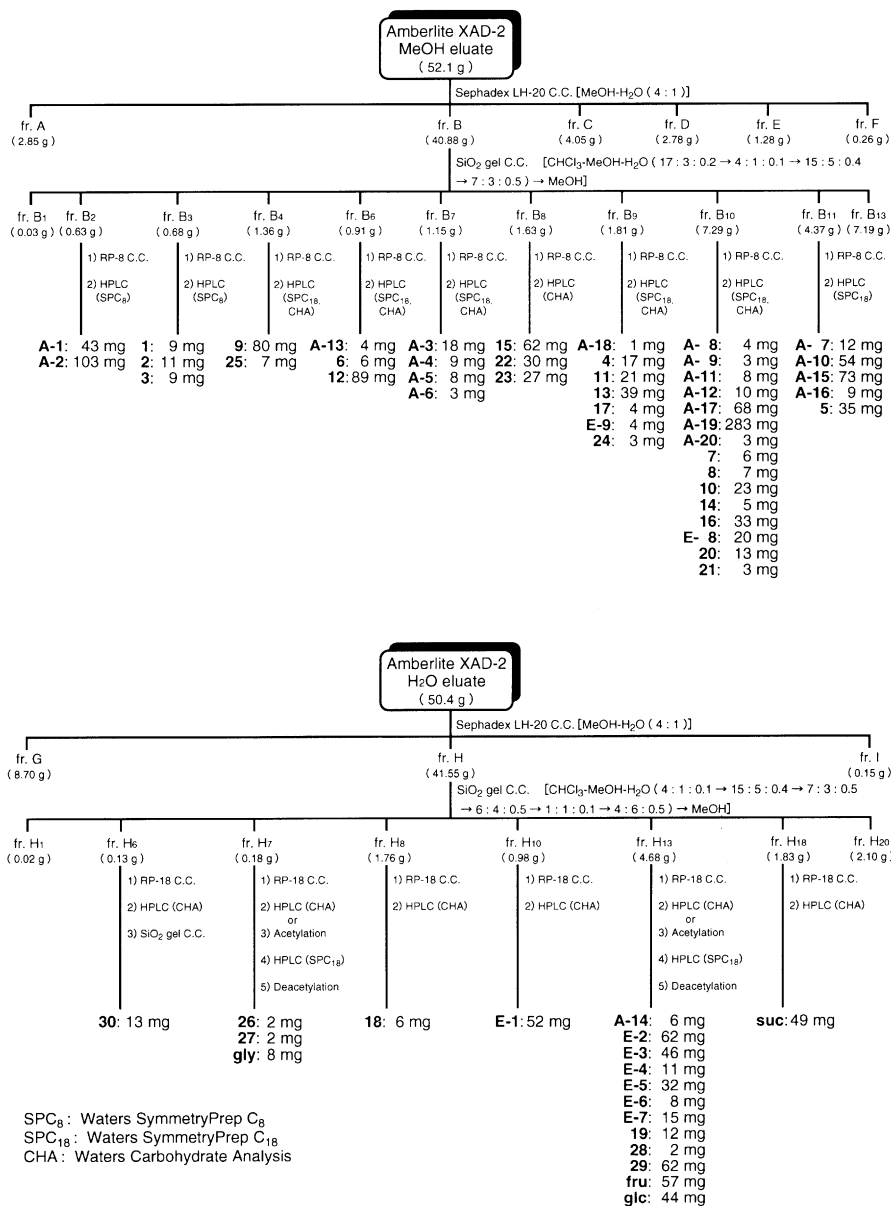 Amberlite XAD-2
MeOH eluate
( 52.1 g )
Sephadex LH-20 C.C. [MeOH-H2O ( 4 : 1 )]
fr. A fr. B fr. C fr. D fr. E fr. F
(2.85 g) (40.88 g) (4.05 g) (2.78 g) (1.28 g) (0.26 g)
SiO2 gel C.C. [CHCl3-MeOH-H2O ( 17 : 3 : 0.2 → 4 : 1 : 0.1 → 15 : 5 : 0.4
→ 7 : 3 : 0.5 ) → MeOH]
fr. B1 fr. B2 fr. B3 fr. B4 fr. B6 fr. B7 fr. B8 fr. B9 fr. B10 fr. B11 fr. B13
(0.03 g) (0.63 g) (0.68 g) (1.36 g) (0.91 g) (1.15 g) (1.63 g) (1.81 g) (7.29 g) (4.37 g) (7.19 g)
1) RP-8 C.C. 1) RP-8 C.C. 1) RP-8 C.C. 1) RP-8 C.C. 1) RP-8 C.C. 1) RP-8 C.C. 1) RP-8 C.C. 1) RP-8 C.C. 1) RP-8 C.C.
2) HPLC 2) HPLC 2) HPLC 2) HPLC 2) HPLC 2) HPLC 2) HPLC 2) HPLC 2) HPLC
(SPC8) (SPC8) (SPC18, (SPC18, (SPC18, (CHA) (SPC18, (SPC18, (SPC18)
CHA) CHA) CHA) CHA) CHA)
A-1: 43 mg 1: 9 mg 9: 80 mg A-13: 4 mg A-3: 18 mg 15: 62 mg A-18: 1 mg A- 8: 4 mg A- 7: 12 mg
A-2: 103 mg 2: 11 mg 25: 7 mg 6: 6 mg A-4: 9 mg 22: 30 mg 4: 17 mg A- 9: 3 mg A-10: 54 mg
3: 9 mg 12: 89 mg A-5: 8 mg 23: 27 mg 11: 21 mg A-11: 8 mg A-15: 73 mg
A-6: 3 mg 13: 39 mg A-12: 10 mg A-16: 9 mg
17: 4 mg A-17: 68 mg 5: 35 mg
E-9: 4 mg A-19: 283 mg
24: 3 mg A-20: 3 mg
7: 6 mg
8: 7 mg
10: 23 mg
14: 5 mg
16: 33 mg
E- 8: 20 mg
20: 13 mg
21: 3 mg
Amberlite XAD-2
H2O eluate
( 50.4 g )
Sephadex LH-20 C.C. [MeOH-H2O ( 4 : 1 )]
fr. G fr. H fr. I
(8.70 g) (41.55 g) (0.15 g)
SiO2 gel C.C. [CHCl3-MeOH-H2O ( 4 : 1 : 0.1 → 15 : 5 : 0.4 → 7 : 3 : 0.5
→ 6 : 4 : 0.5 → 1 : 1 : 0.1 → 4 : 6 : 0.5 ) → MeOH]
fr. H1 fr. H6 fr. H7 fr. H8 fr. H10 fr. H13 fr. H18 fr. H20
(0.02 g) (0.13 g) (0.18 g) (1.76 g) (0.98 g) (4.68 g) (1.83 g) (2.10 g)
1) RP-18 C.C. 1) RP-18 C.C. 1) RP-18 C.C. 1) RP-18 C.C. 1) RP-18 C.C. 1) RP-18 C.C.
2) HPLC (CHA) 2) HPLC (CHA) 2) HPLC (CHA) 2) HPLC (CHA) 2) HPLC (CHA) 2) HPLC (CHA)
or or
3) SiO2 gel C.C. 3) Acetylation 3) Acetylation
4) HPLC (SPC18) 4) HPLC (SPC18)
5) Deacetylation 5) Deacetylation
30: 13 mg 26: 2 mg 18: 6 mg E-1: 52 mg A-14: 6 mg suc: 49 mg
27: 2 mg E-2: 62 mg
gly: 8 mg E-3: 46 mg
E-4: 11 mg
E-5: 32 mg
E-6: 8 mg
E-7: 15 mg
19: 12 mg
28: 2 mg
29: 62 mg
fru: 57 mg
glc: 44 mg
SPC8 : Waters SymmetryPrep C8
SPC18 : Waters SymmetryPrep C18
CHA : Waters Carbohydrate Analysis